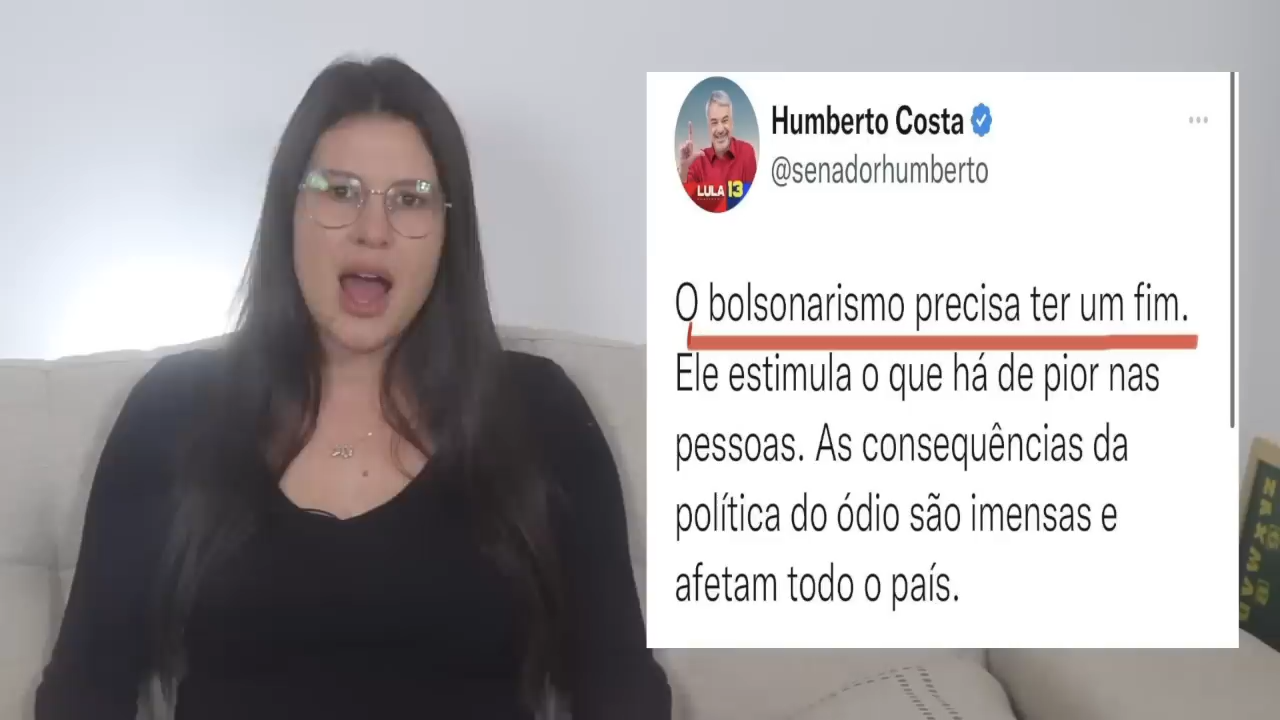 Humberto Costa
@senadorhumberto
LULA 13
O bolsonarismo precisa ter um fim.
Ele estimula o que há de pior nas
pessoas. As consequências da
política do ódio são imensas e
afetam todo o país.